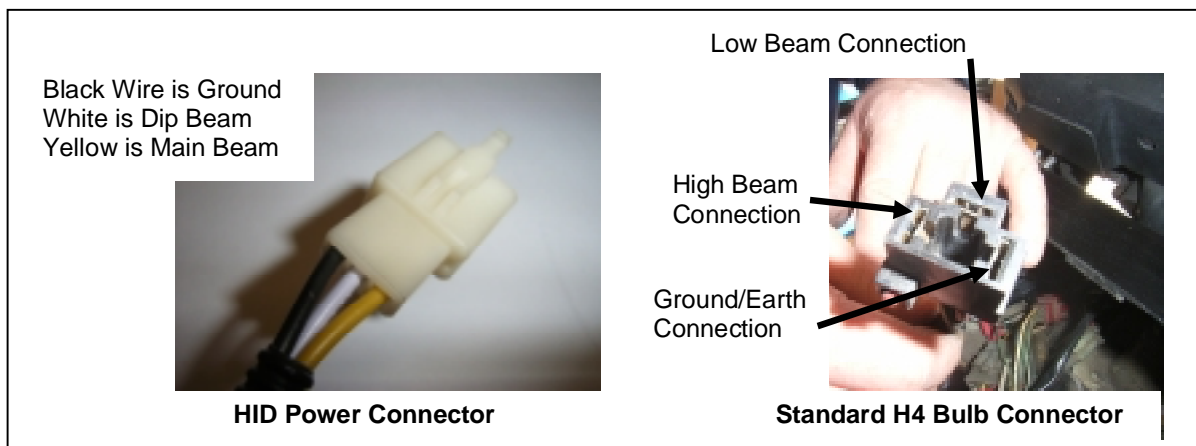 Black Wire is Ground
White is Dip Beam
Yellow is Main Beam
HID Power Connector
Low Beam Connection
High Beam
Connection
Ground/Earth
Connection
Standard H4 Bulb Connector